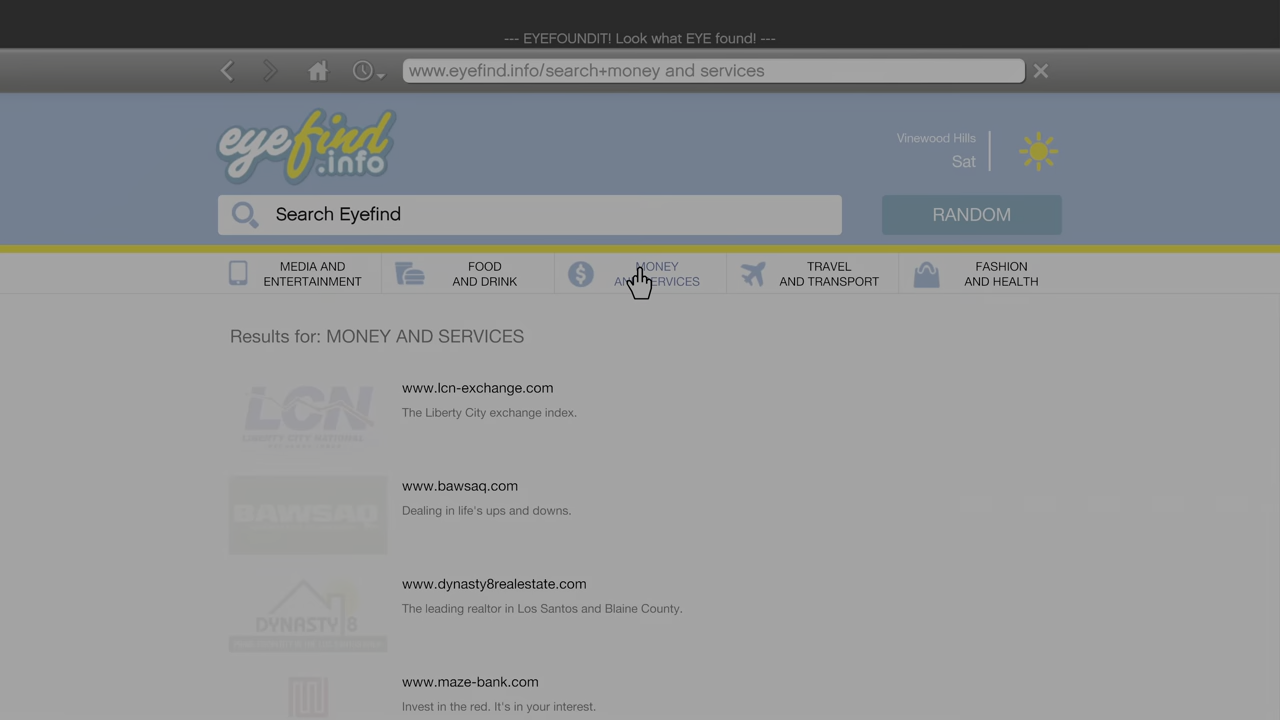 --- EYEFOUNDIT! Look what EYE found! ---
www.eyefind.info/search+money and services
eyefind
.info
Vinewood Hills
Sat
Search Eyefind
RANDOM
MEDIA AND
ENTERTAINMENT
FOOD
AND DRINK
MONEY
AND SERVICES
TRAVEL
AND TRANSPORT
FASHION
AND HEALTH
Results for: MONEY AND SERVICES
LCN
LIBERTY CITY NATIONAL
www.lcn-exchange.com
The Liberty City exchange index.
BAWSAQ
www.bawsaq.com
Dealing in life's ups and downs.
DYNASTY 8
www.dynasty8realestate.com
The leading realtor in Los Santos and Blaine County.
www.maze-bank.com
Invest in the red. It's in your interest.